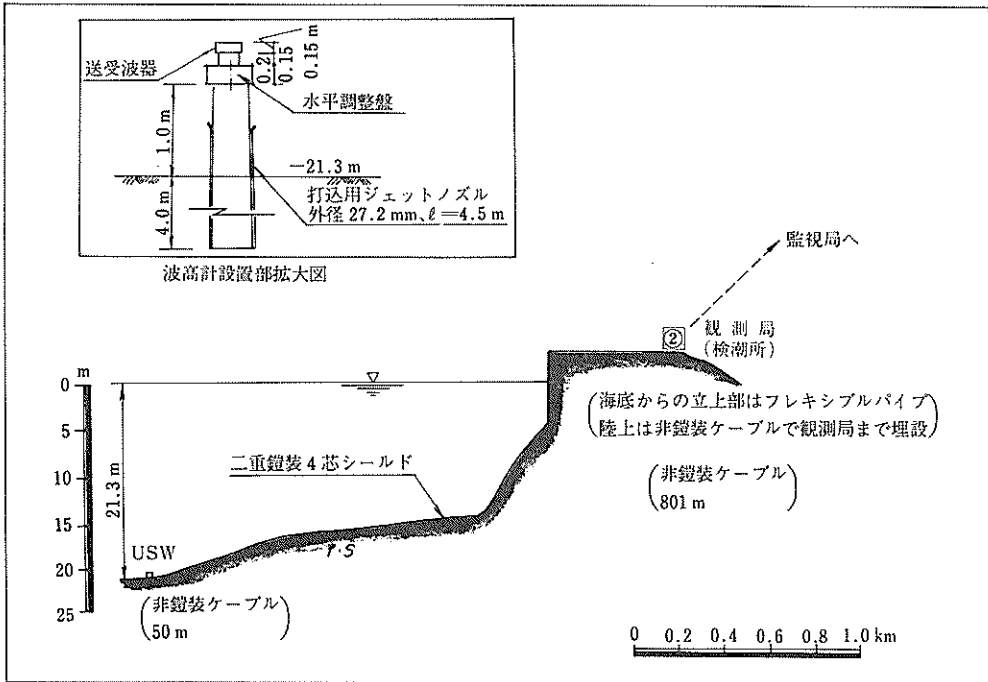 送受波器
0.2
0.15
0.15 m
水平調整盤
1.0 m
-21.3 m
打込用ジェットノズル
外径 27.2 mm、ℓ=4.5 m
4.0 m
波高計設置部拡大図
監視局へ
② 観測局
(検潮所)
m
0
5
10
15
20
25
21.3 m
(海底からの立上部はフレキシブルパイプ
陸上は非鎧装ケーブルで観測局まで埋設)
二重鎧装4芯シールド
(非鎧装ケーブル
801 m)
USW
(非鎧装ケーブル
50 m)
0 0.2 0.4 0.6 0.8 1.0 km